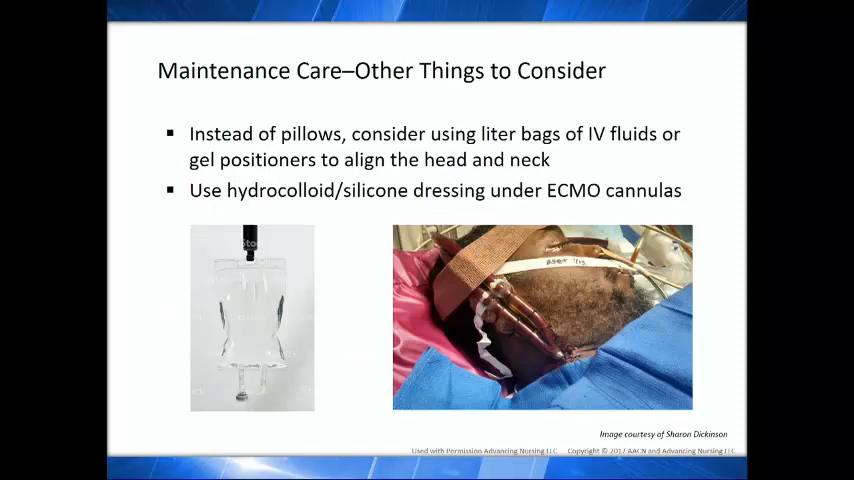 Maintenance Care–Other Things to Consider
▪ Instead of pillows, consider using liter bags of IV fluids or
gel positioners to align the head and neck
▪ Use hydrocolloid/silicone dressing under ECMO cannulas
Image courtesy of Sharon Dickinson
Used with Permission Advancing Nursing LLC Copyright © 2017 AACN and Advancing Nursing LLC